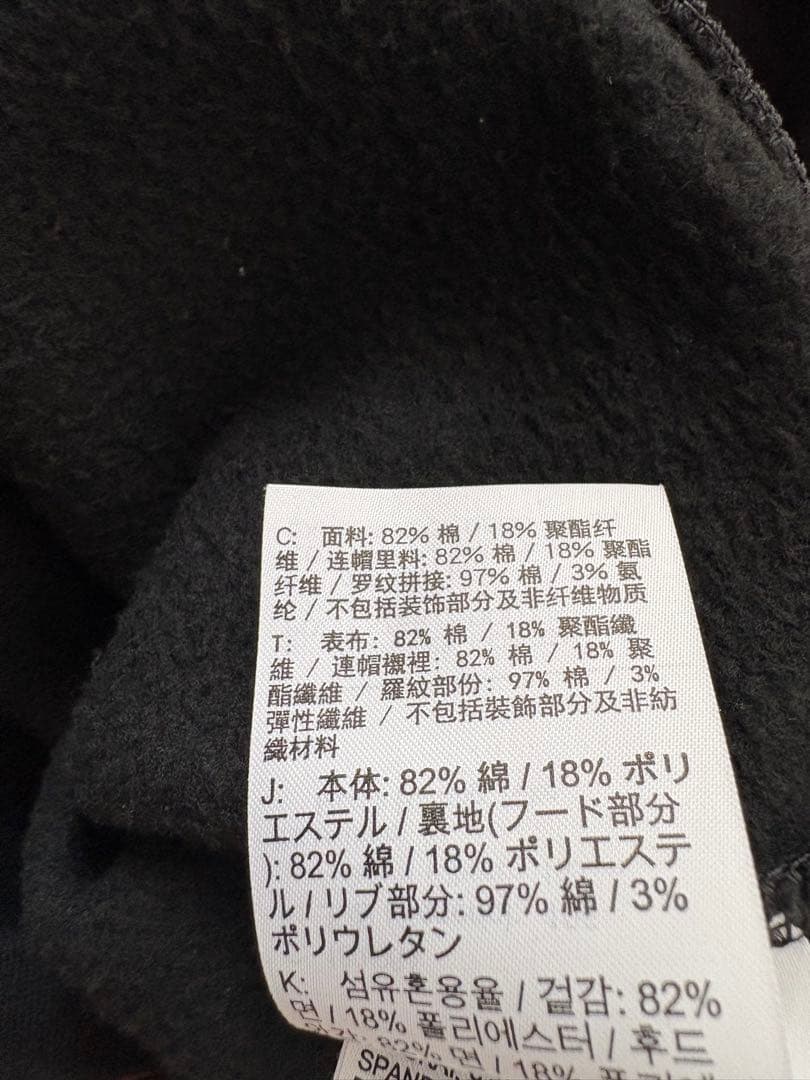 C: 面料: 82% 棉 / 18% 聚酯纤
维 / 连帽里料: 82% 棉 / 18% 聚酯
纤维 / 罗纹拼接: 97% 棉 / 3% 氨
纶 / 不包括装饰部分及非纤维物质
T: 表布: 82% 棉 / 18% 聚酯纖
維 / 連帽襯裡: 82% 棉 / 18% 聚
酯纖維 / 羅紋部份: 97% 棉 / 3%
彈性纖維 / 不包括裝飾部分及非紡
織材料
J: 本体: 82% 綿 / 18% ポリ
エステル / 裏地(フード部分
): 82% 綿 / 18% ポリエステ
ル / リブ部分: 97% 綿 / 3%
ポリウレタン
K: 섬유혼용율 / 겉감: 82%
면 / 18% 폴리에스터 / 후드
82% 면 / 18%
SPAN